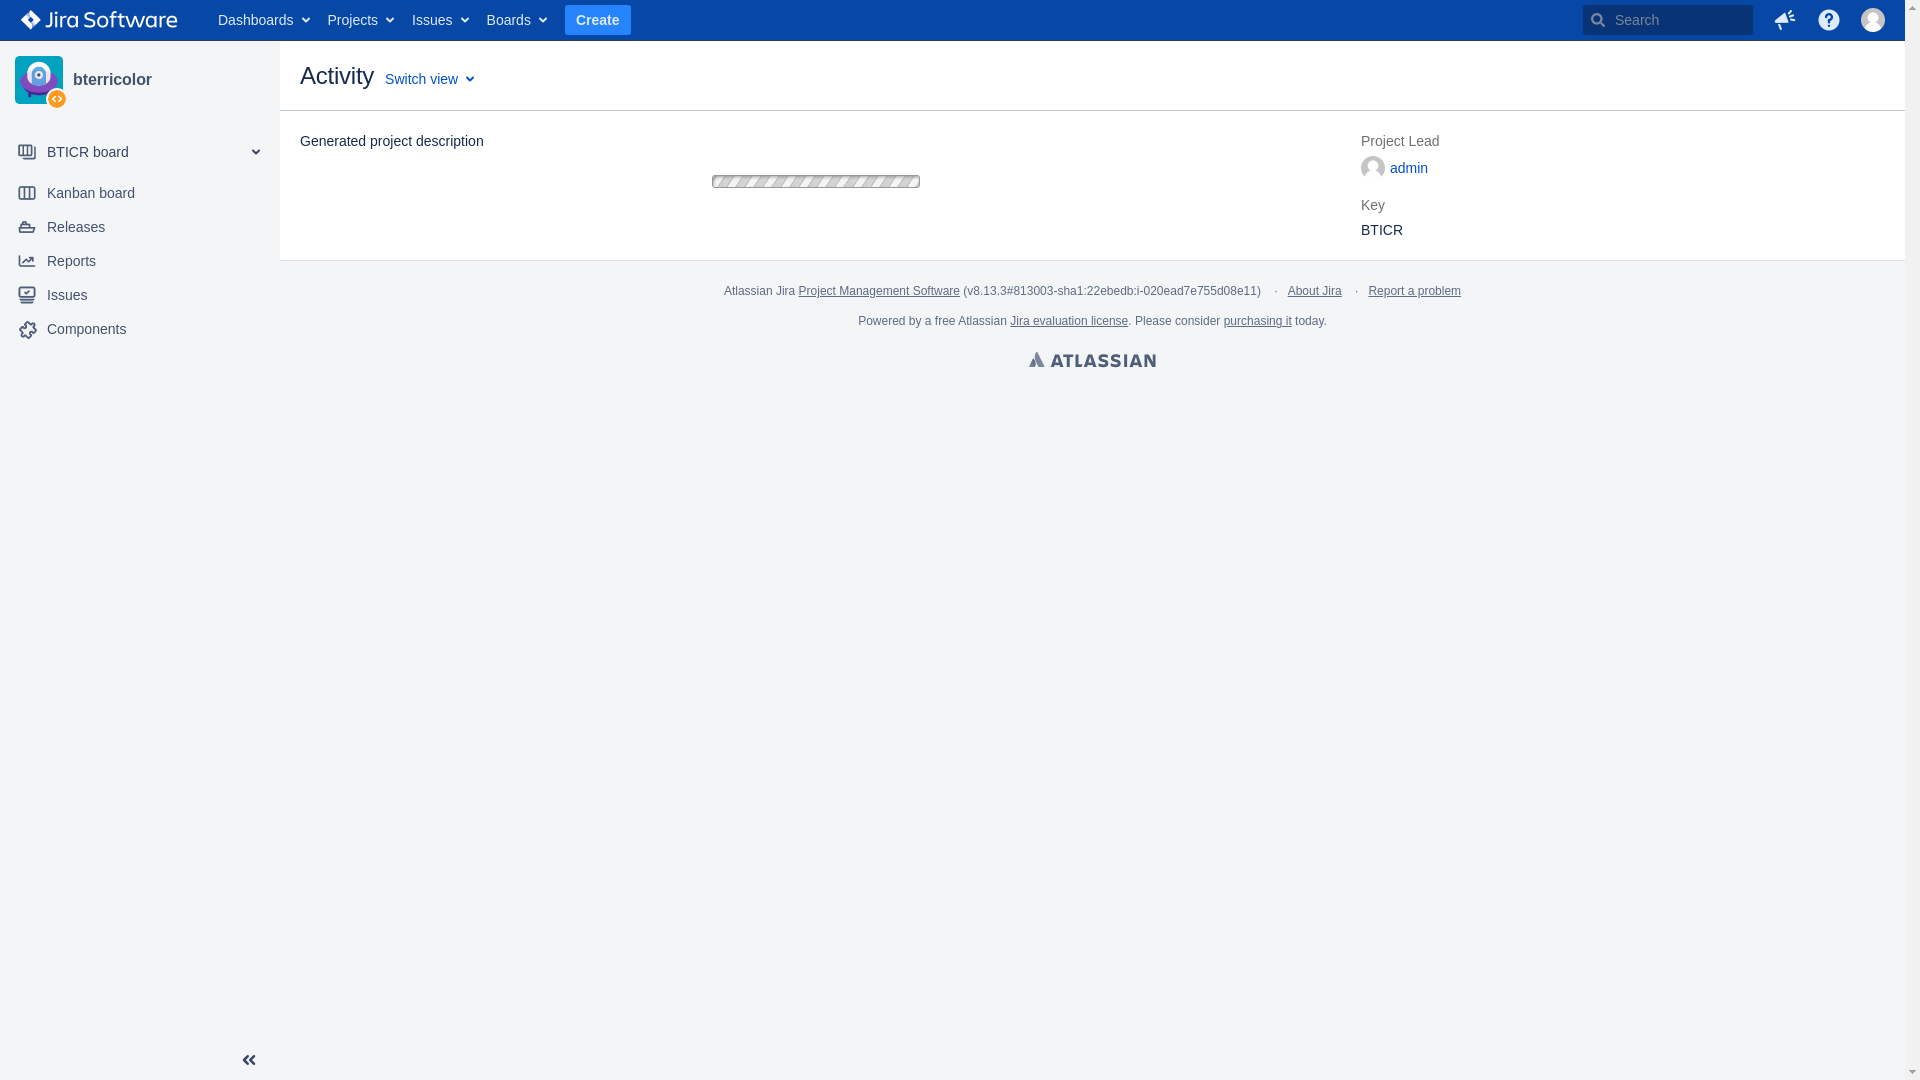 Jira Software
Dashboards Projects Issues Boards Create Search
bterricolor
BTICR board
Kanban board
Releases
Reports
Issues
Components
Activity Switch view
Generated project description
Project Lead
admin
Key
BTICR
Atlassian Jira Project Management Software (v8.13.3#813003-sha1:22ebedb:i-020ead7e755d08e11) · About Jira · Report a problem
Powered by a free Atlassian Jira evaluation license. Please consider purchasing it today.
ATLASSIAN